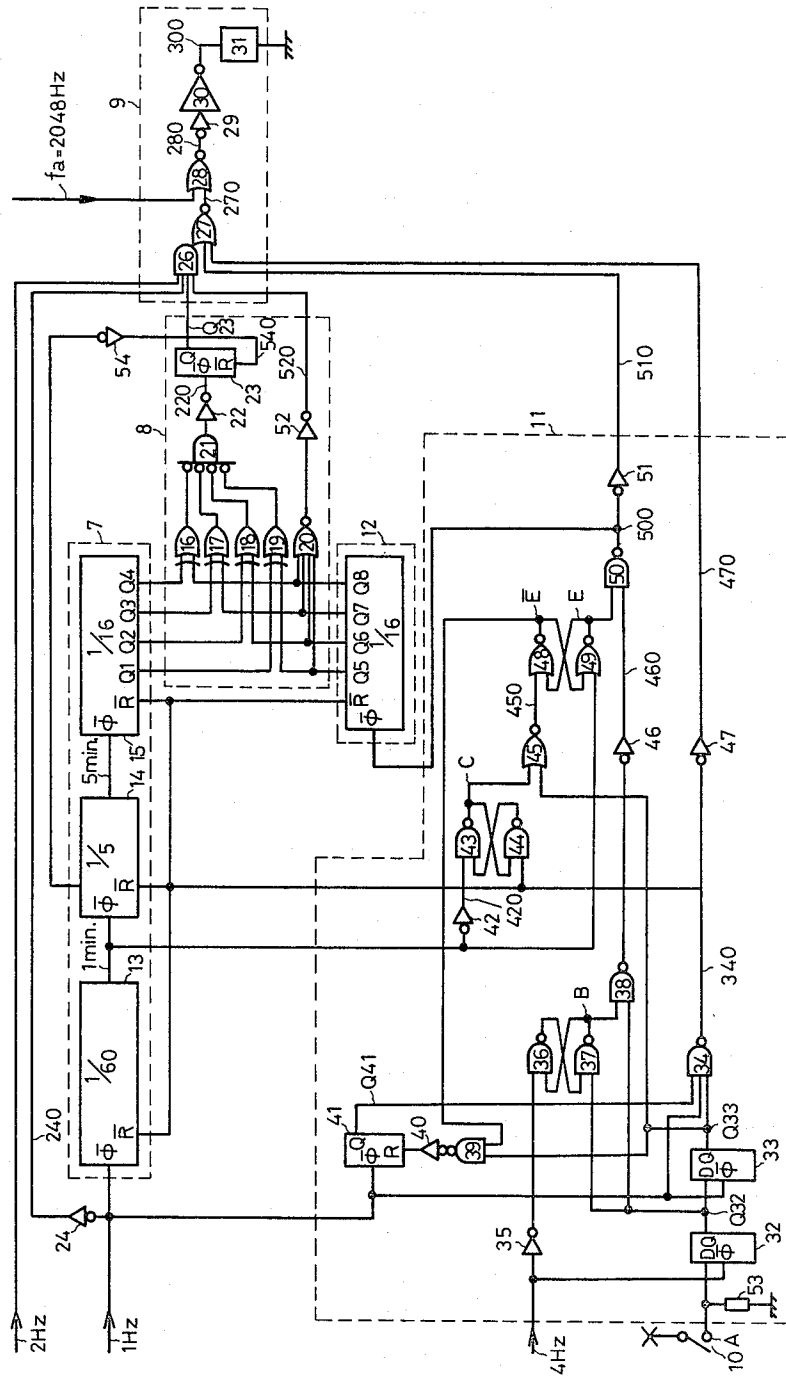 2Hz
1Hz
4Hz
fa=2048Hz
240
24
7
1/60
Φ̅
R̅
13
1min.
1/5
Φ̅
R̅
14
5min.
1/16
Φ̅
R̅
Q1
Q2
Q3
Q4
15
54
540
8
16
17
18
19
20
21
22
220
23
Q
Φ̅
R̅
Q23
52
520
12
1/16
Φ̅
R̅
Q5
Q6
Q7
Q8
9
26
27
270
28
280
29
30
300
31
11
10
A
53
32
D
Q
Φ̅
Q32
33
D
Q
Φ̅
Q33
34
340
35
36
37
B
38
39
40
41
Q
Φ̅
R
Q41
42
420
43
44
C
45
450
46
460
47
470
48
49
E̅
E
50
500
51
510